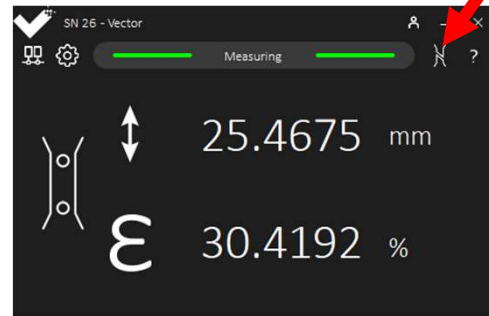 SN 26 - Vector
Measuring
?
25.4675 mm
ε 30.4192 %